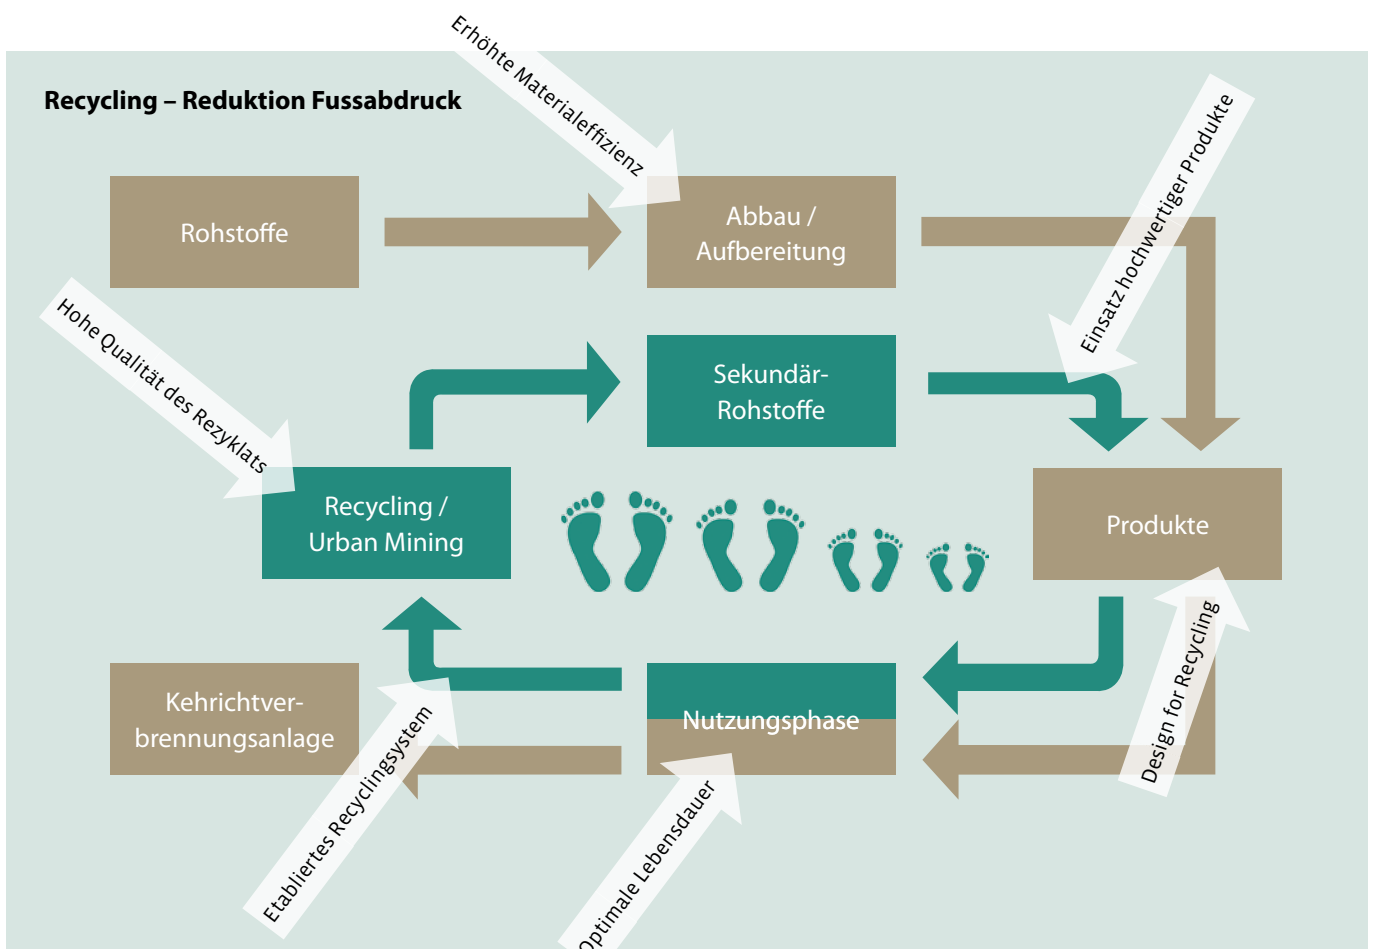 Recycling – Reduktion Fussabdruck
Erhöhte Materialeffizienz
Einsatz hochwertiger Produkte
Rohstoffe
Abbau /
Aufbereitung
Hohe Qualität des Rezyklats
Sekundär-
Rohstoffe
Recycling /
Urban Mining
Produkte
Design for Recycling
Kehrichtver-
brennungsanlage
Nutzungsphase
Etabliertes Recyclingsystem
Optimale Lebensdauer